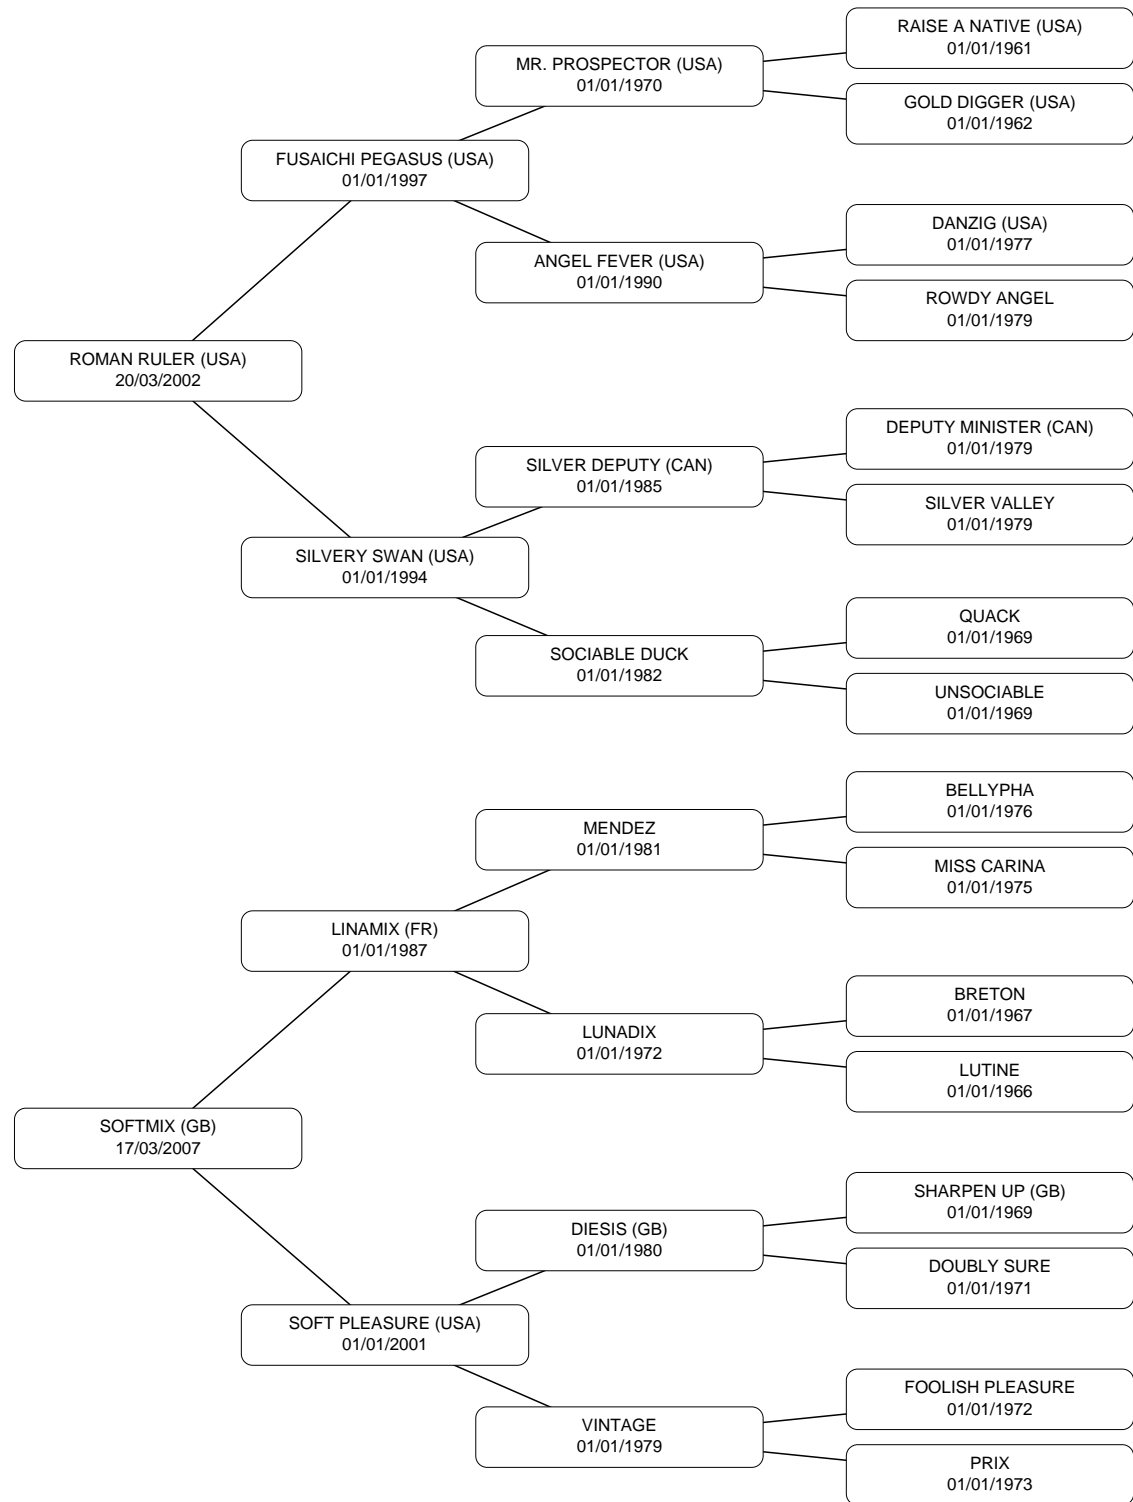 RAISE A NATIVE (USA)
01/01/1961
MR. PROSPECTOR (USA)
01/01/1970
GOLD DIGGER (USA)
01/01/1962
FUSAICHI PEGASUS (USA)
01/01/1997
DANZIG (USA)
01/01/1977
ANGEL FEVER (USA)
01/01/1990
ROWDY ANGEL
01/01/1979
ROMAN RULER (USA)
20/03/2002
DEPUTY MINISTER (CAN)
01/01/1979
SILVER DEPUTY (CAN)
01/01/1985
SILVER VALLEY
01/01/1979
SILVERY SWAN (USA)
01/01/1994
QUACK
01/01/1969
SOCIABLE DUCK
01/01/1982
UNSOCIABLE
01/01/1969
BELLYPHA
01/01/1976
MENDEZ
01/01/1981
MISS CARINA
01/01/1975
LINAMIX (FR)
01/01/1987
BRETON
01/01/1967
LUNADIX
01/01/1972
LUTINE
01/01/1966
SOFTMIX (GB)
17/03/2007
SHARPEN UP (GB)
01/01/1969
DIESIS (GB)
01/01/1980
DOUBLY SURE
01/01/1971
SOFT PLEASURE (USA)
01/01/2001
FOOLISH PLEASURE
01/01/1972
VINTAGE
01/01/1979
PRIX
01/01/1973